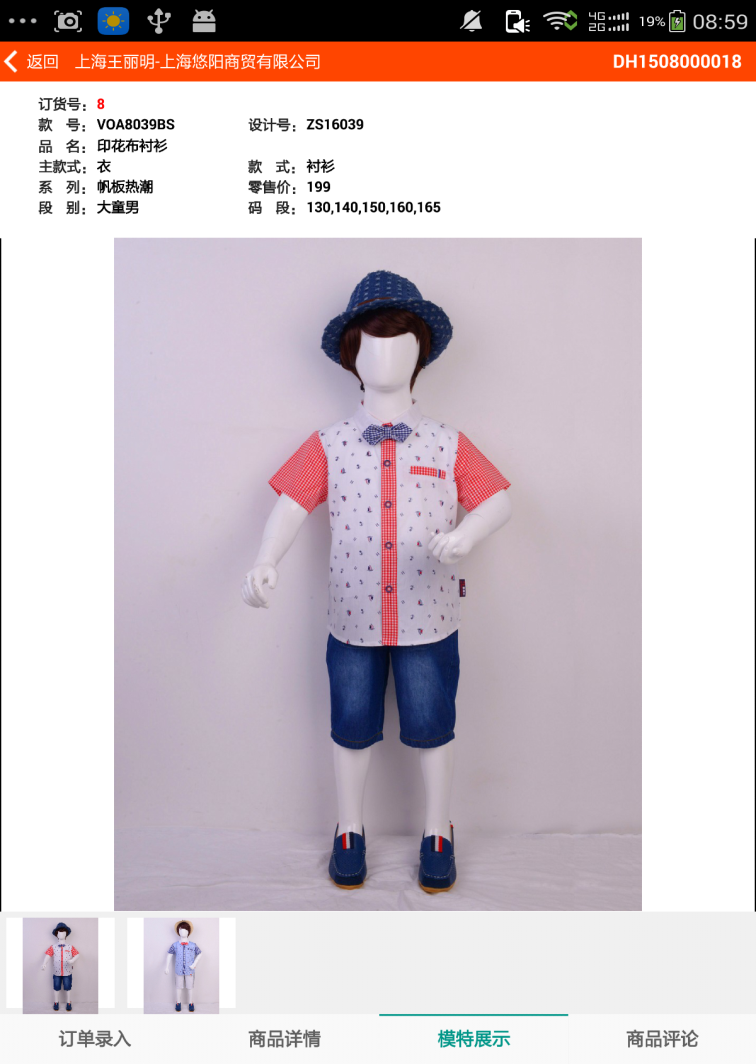 4G
2G
19%
08:59
返回 上海王丽明-上海悠阳商贸有限公司 DH1508000018
订货号：8
款 号：VOA8039BS 设计号：ZS16039
品 名：印花布衬衫
主款式：衣 款 式：衬衫
系 列：帆板热潮 零售价：199
段 别：大童男 码 段：130,140,150,160,165
订单录入 商品详情 模特展示 商品评论